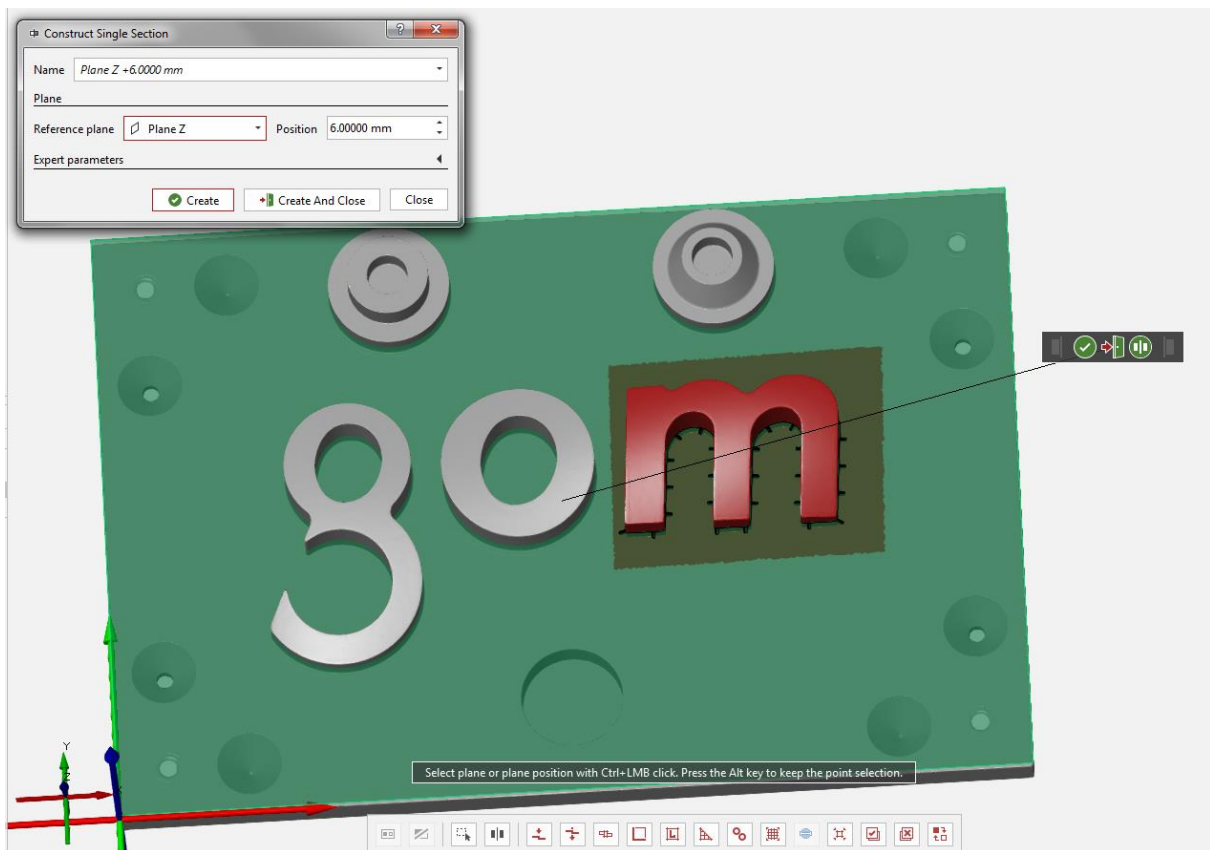 Construct Single Section
Name Plane Z +6.0000 mm
Plane
Reference plane Plane Z Position 6.00000 mm
Expert parameters
Create Create And Close Close
gom
Select plane or plane position with Ctrl+LMB click. Press the Alt key to keep the point selection.
Y
Z